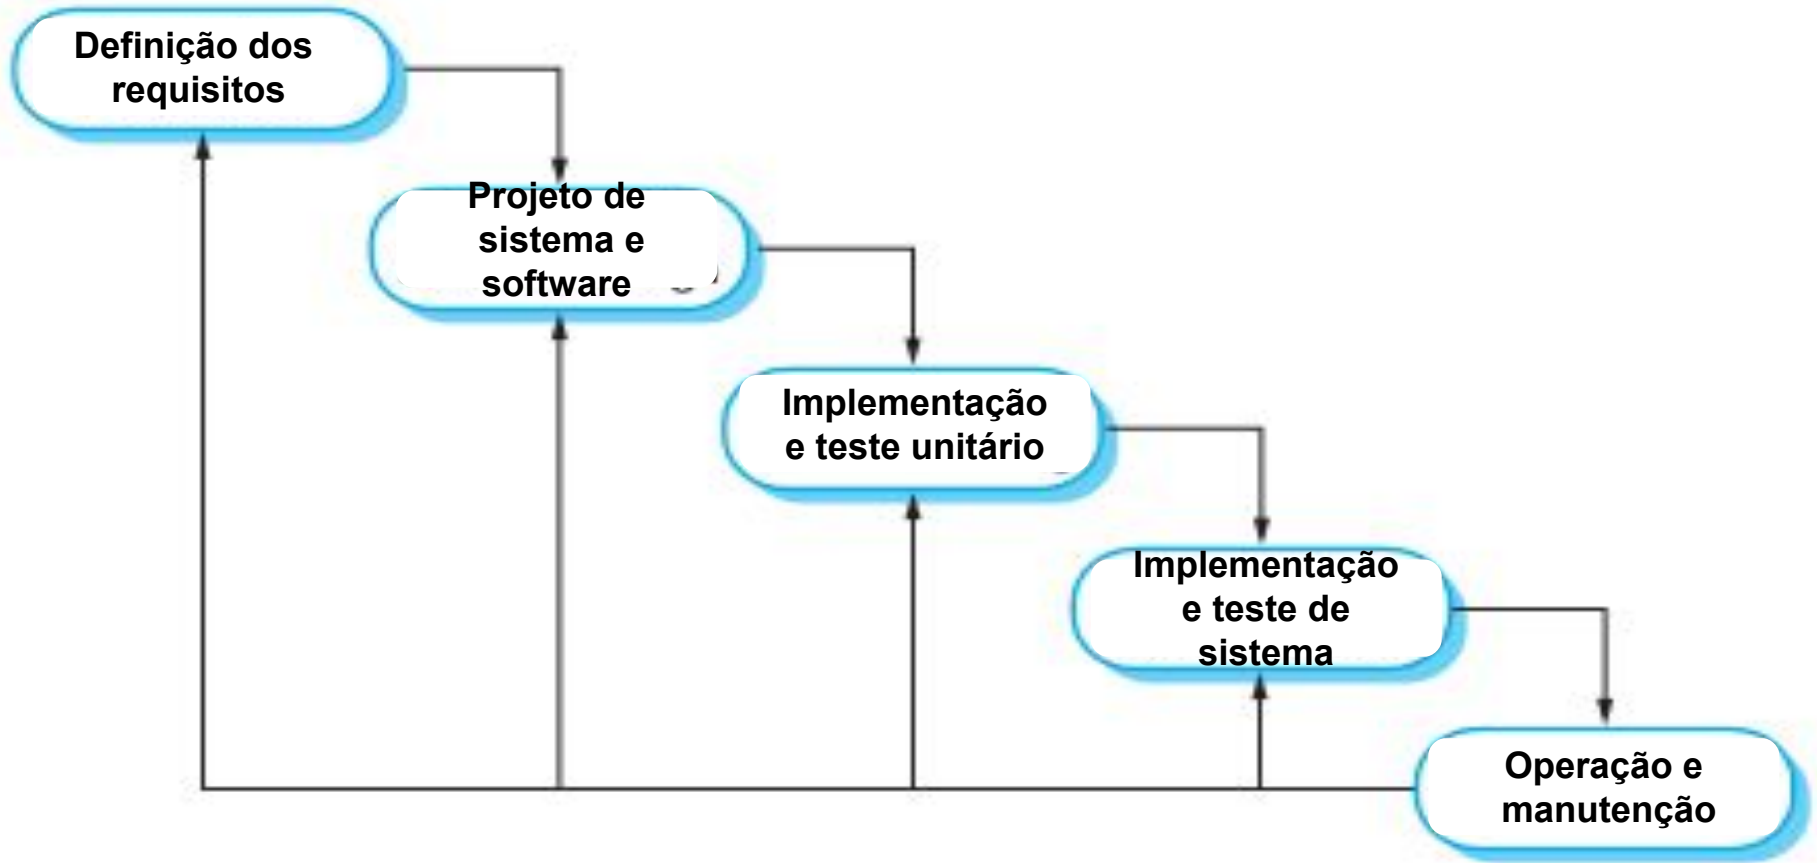 Definição dos
requisitos
Projeto de
sistema e
software
Implementação
e teste unitário
Implementação
e teste de
sistema
Operação e
manutenção